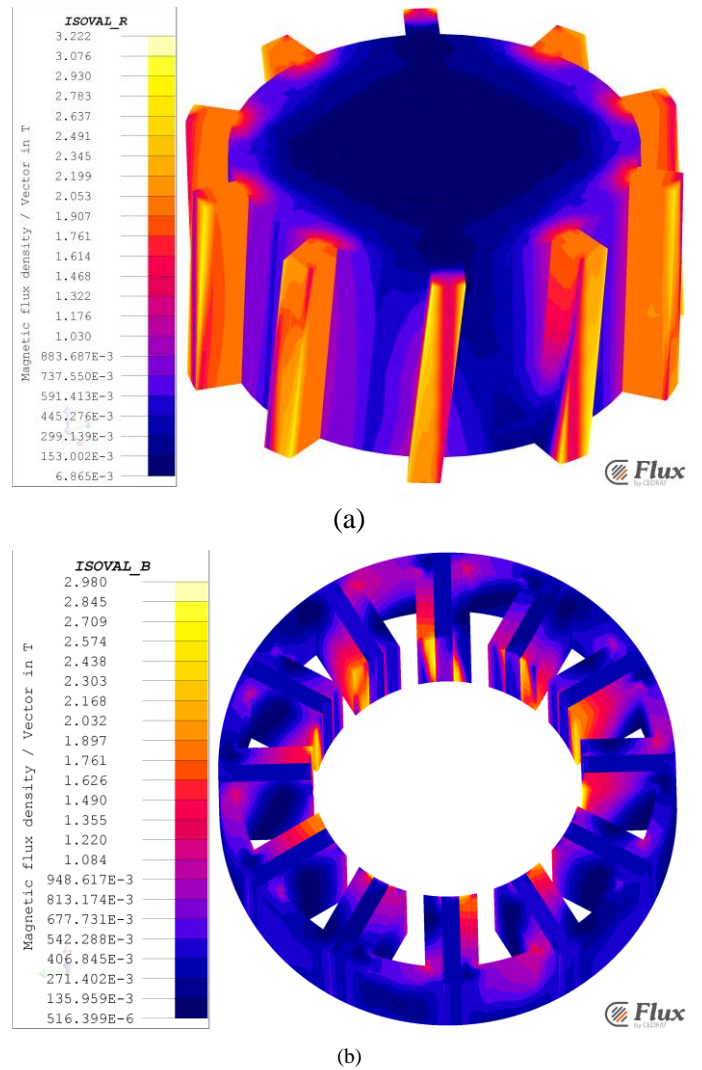 ISOVAL_R
Magnetic flux density / Vector in T
3.222
3.076
2.930
2.783
2.637
2.491
2.345
2.199
2.053
1.907
1.761
1.614
1.468
1.322
1.176
1.030
883.687E-3
737.550E-3
591.413E-3
445.276E-3
299.139E-3
153.002E-3
6.865E-3
Flux
by CEDRAT
(a)
ISOVAL_B
Magnetic flux density / Vector in T
2.980
2.845
2.709
2.574
2.438
2.303
2.168
2.032
1.897
1.761
1.626
1.490
1.355
1.220
1.084
948.617E-3
813.174E-3
677.731E-3
542.288E-3
406.845E-3
271.402E-3
135.959E-3
516.399E-6
Flux
by CEDRAT
(b)